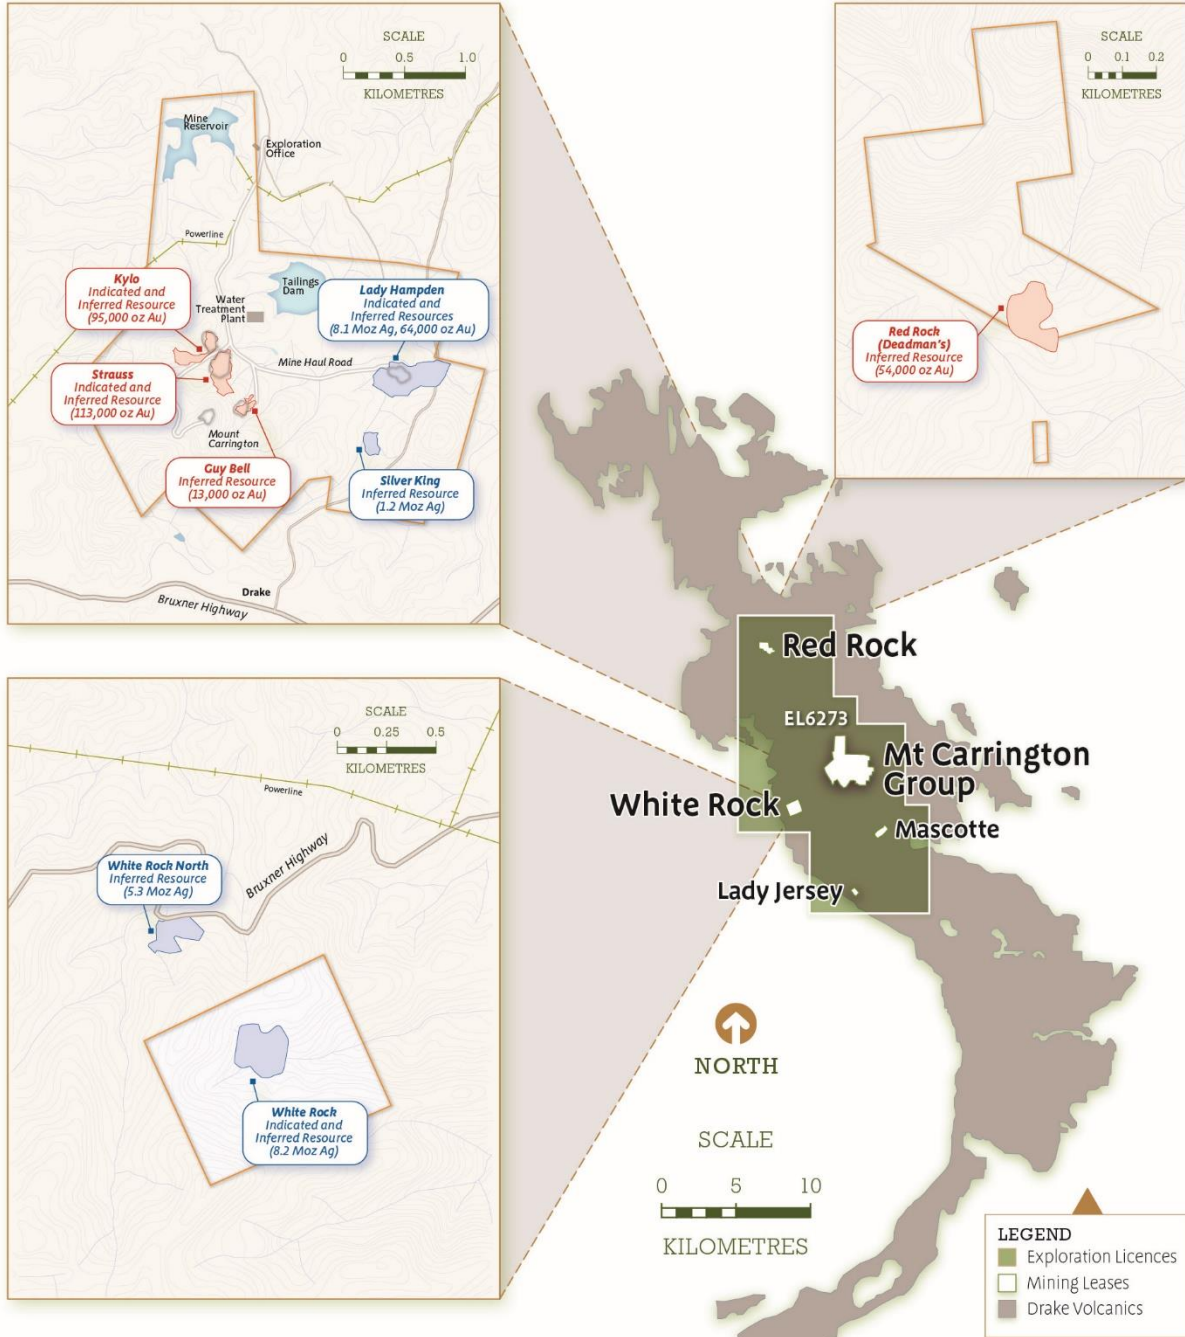 SCALE
0 0.5 1.0
KILOMETRES
Mine
Reservoir
Exploration
Office
Powerline
Kylo
Indicated and
Inferred Resource
(95,000 oz Au)
Water
Treatment
Plant
Tailings
Dam
Lady Hampden
Indicated and
Inferred Resources
(8.1 Moz Ag, 64,000 oz Au)
Mine Haul Road
Strauss
Indicated and
Inferred Resource
(113,000 oz Au)
Mount
Carrington
Guy Bell
Inferred Resource
(13,000 oz Au)
Silver King
Inferred Resource
(1.2 Moz Ag)
Drake
Bruxner Highway
SCALE
0 0.1 0.2
KILOMETRES
Red Rock
(Deadman's)
Inferred Resource
(54,000 oz Au)
SCALE
0 0.25 0.5
KILOMETRES
Powerline
White Rock North
Inferred Resource
(5.3 Moz Ag)
Bruxner Highway
White Rock
Indicated and
Inferred Resource
(8.2 Moz Ag)
Red Rock
EL6273
Mt Carrington
Group
White Rock
Mascotte
Lady Jersey
NORTH
SCALE
0 5 10
KILOMETRES
LEGEND
Exploration Licences
Mining Leases
Drake Volcanics